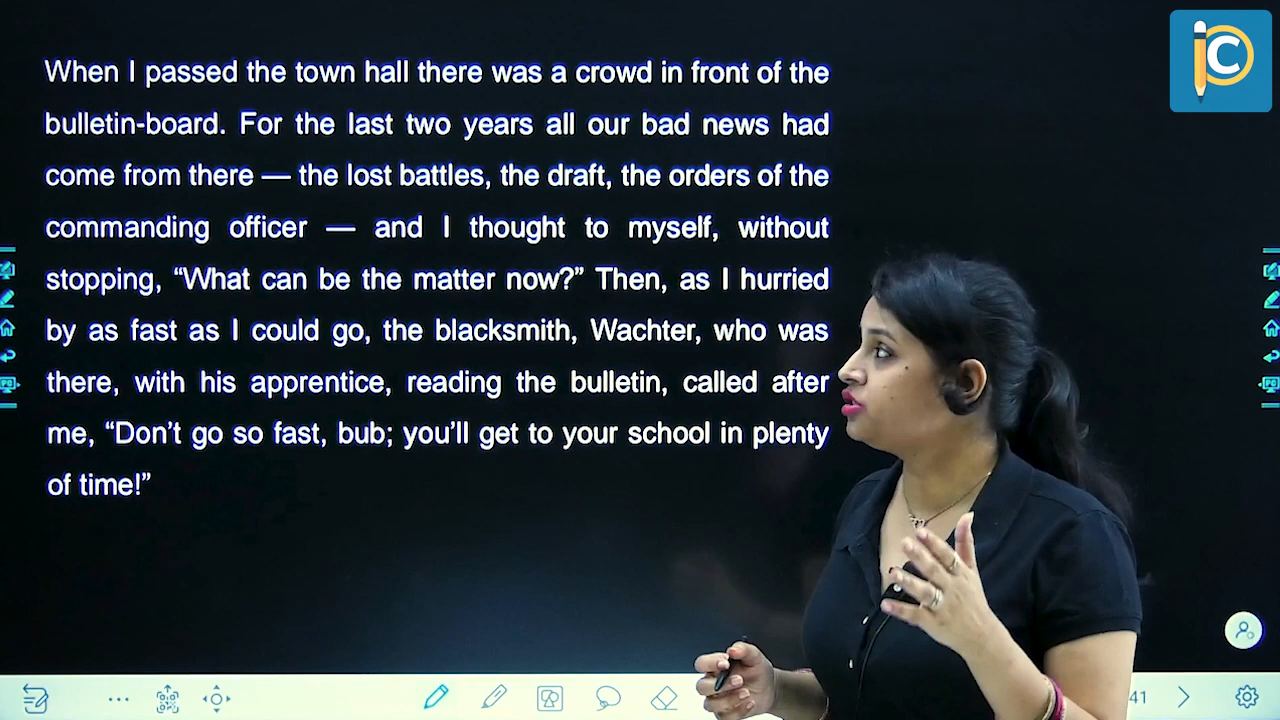 When I passed the town hall there was a crowd in front of the
bulletin-board. For the last two years all our bad news had
come from there — the lost battles, the draft, the orders of the
commanding officer — and I thought to myself, without
stopping, “What can be the matter now?” Then, as I hurried
by as fast as I could go, the blacksmith, Wachter, who was
there, with his apprentice, reading the bulletin, called after
me, “Don’t go so fast, bub; you’ll get to your school in plenty
of time!”
41